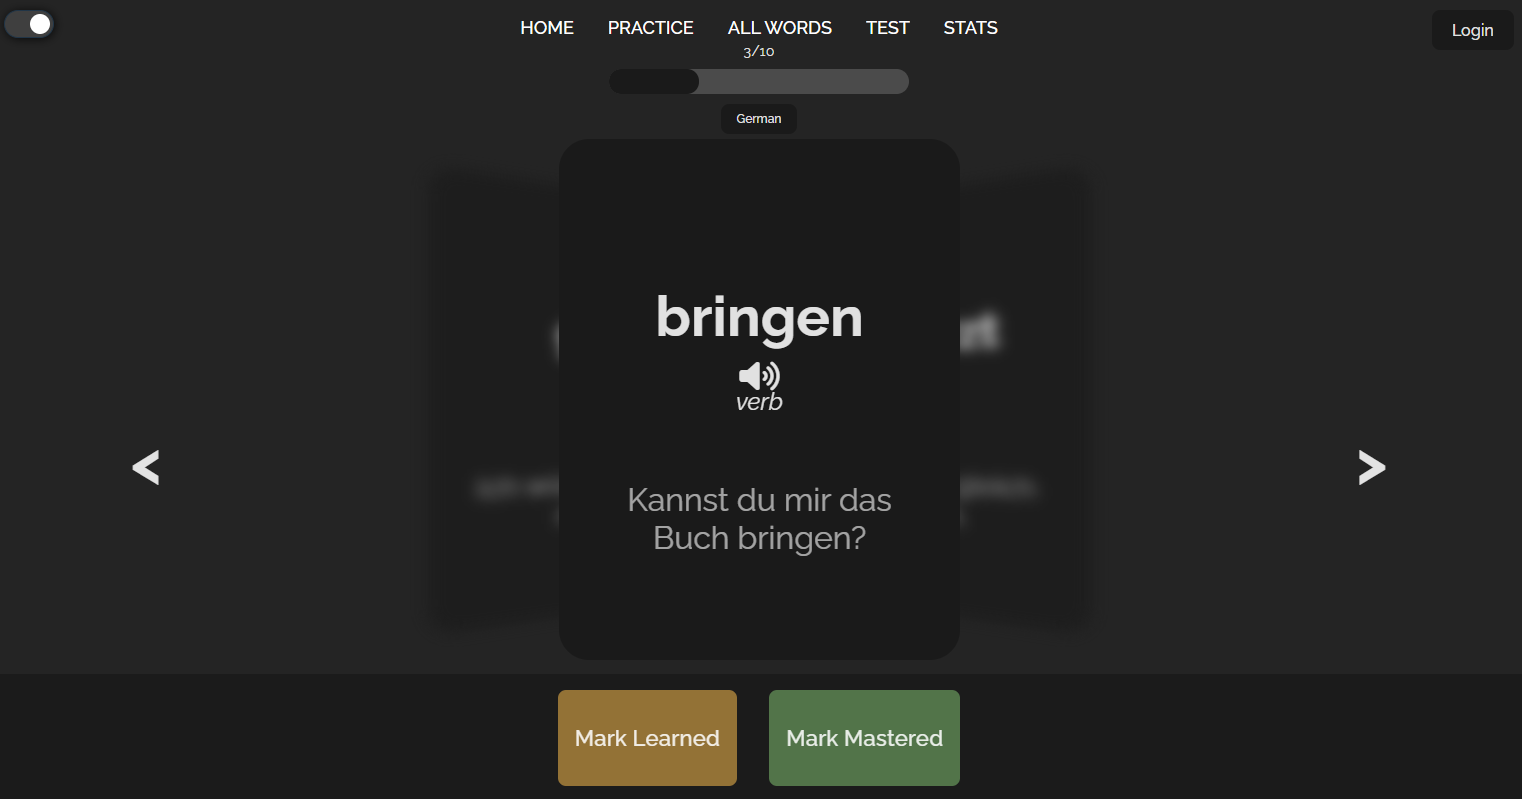 HOME PRACTICE ALL WORDS TEST STATS
Login
3/10
German
bringen
verb
Kannst du mir das
Buch bringen?
<
>
Mark Learned
Mark Mastered